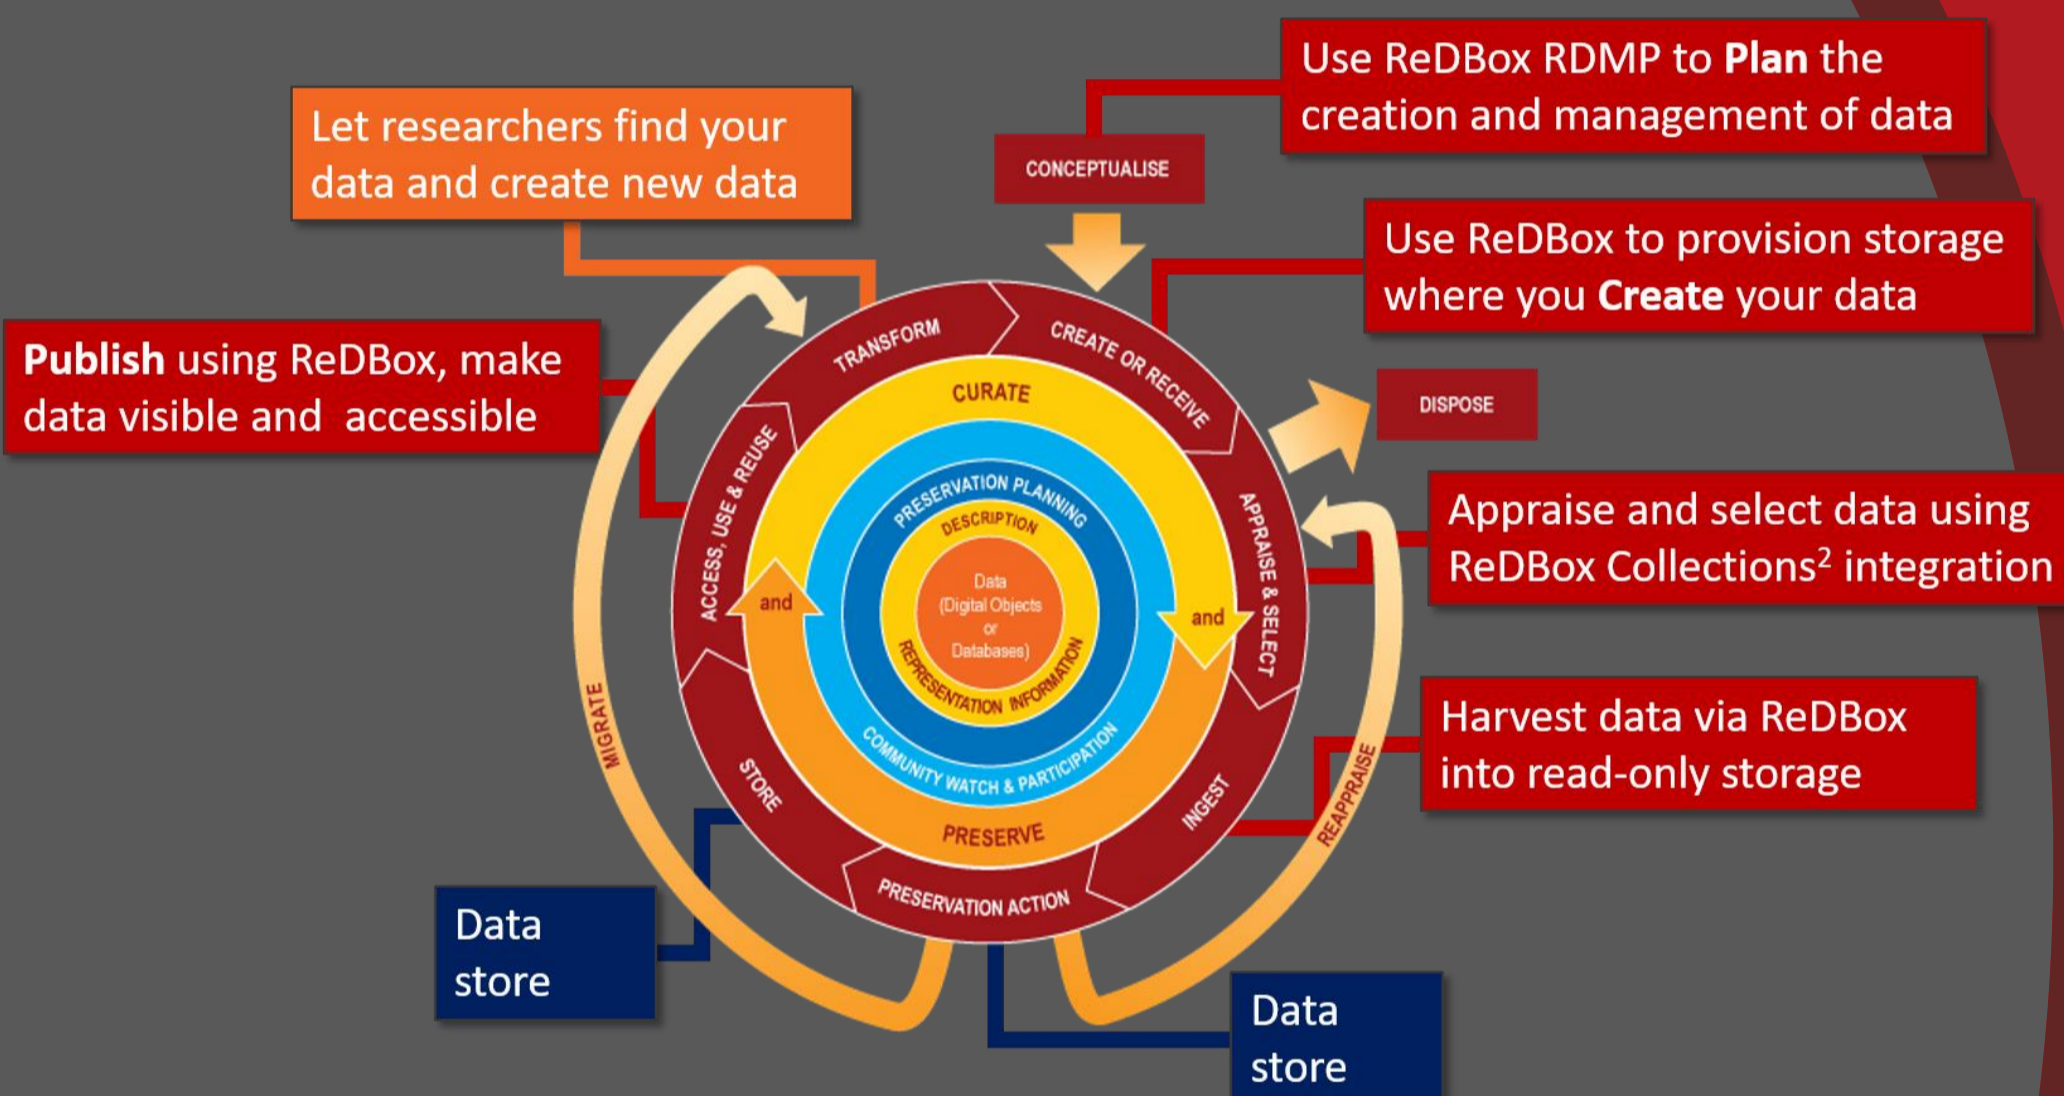 Use ReDBox RDMP to Plan the
creation and management of data
Let researchers find your
data and create new data
CONCEPTUALISE
Use ReDBox to provision storage
where you Create your data
Publish using ReDBox, make
data visible and accessible
DISPOSE
Appraise and select data using
ReDBox Collections² integration
Harvest data via ReDBox
into read-only storage
TRANSFORM
CREATE OR RECEIVE
APPRAISE & SELECT
INGEST
PRESERVATION ACTION
STORE
ACCESS, USE & REUSE
CURATE
and
PRESERVE
and
PRESERVATION PLANNING
COMMUNITY WATCH & PARTICIPATION
DESCRIPTION
REPRESENTATION INFORMATION
Data
(Digital Objects
or
Databases)
MIGRATE
REAPPRAISE
Data
store
Data
store